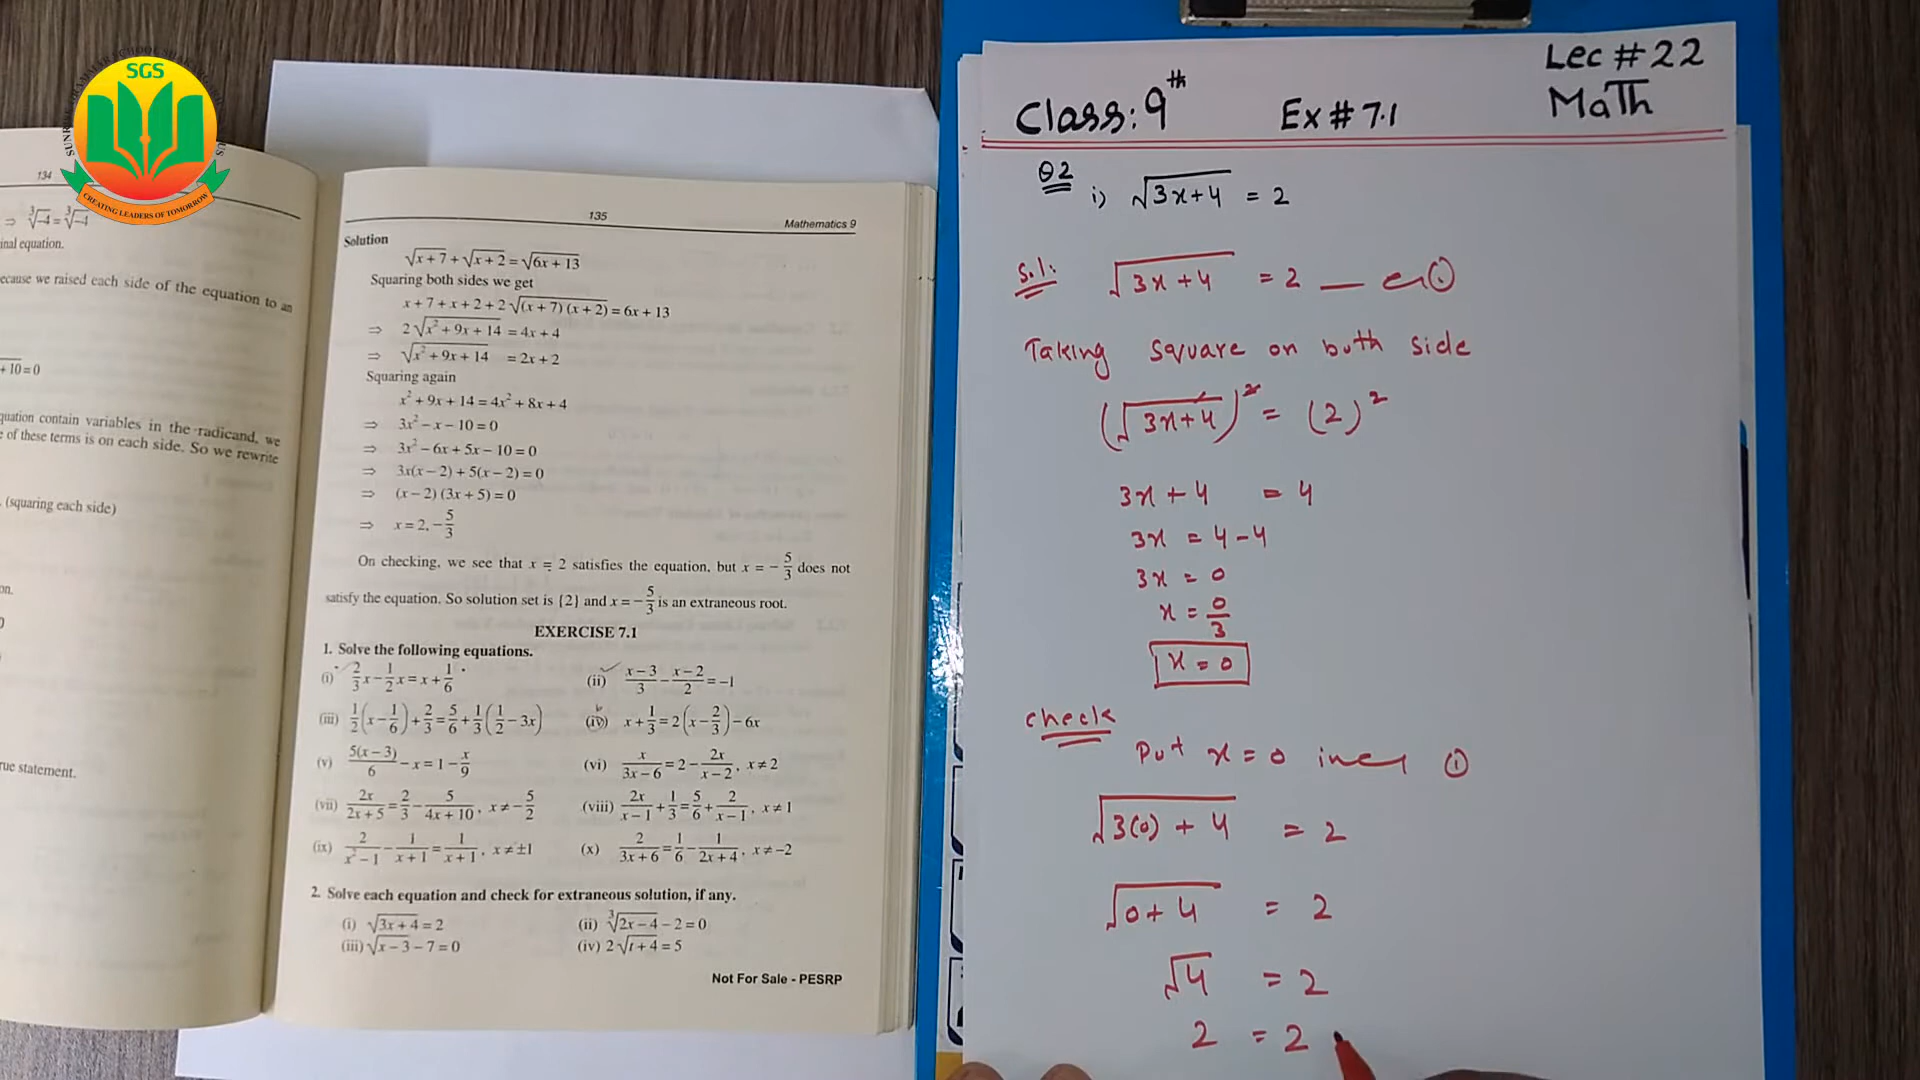 SGS
CREATING LEADERS OF TOMORROW
134
⇒ ∛-4 = ∛-4
inal equation.
ecause we raised each side of the equation to an
+ 10 = 0
quation contain variables in the radicand, we
e of these terms is on each side. So we rewrite
. (squaring each side)
on.
rue statement.
135
Mathematics 9
Solution
√(x + 7) + √(x + 2) = √(6x + 13)
Squaring both sides we get
x + 7 + x + 2 + 2 √((x + 7) (x + 2)) = 6x + 13
⇒ 2 √(x² + 9x + 14) = 4x + 4
⇒ √(x² + 9x + 14) = 2x + 2
Squaring again
x² + 9x + 14 = 4x² + 8x + 4
⇒ 3x² − x − 10 = 0
⇒ 3x² − 6x + 5x − 10 = 0
⇒ 3x(x − 2) + 5(x − 2) = 0
⇒ (x − 2) (3x + 5) = 0
⇒ x = 2, − 5/3
On checking, we see that x = 2 satisfies the equation, but x = − 5/3 does not
satisfy the equation. So solution set is {2} and x = − 5/3 is an extraneous root.
EXERCISE 7.1
1. Solve the following equations.
(i) 2/3 x − 1/2 x = x + 1/6 (ii) (x − 3)/3 − (x − 2)/2 = −1
(iii) 1/2 (x − 1/6) + 2/3 = 5/6 + 1/3 (1/2 − 3x) (iv) x + 1/3 = 2 (x − 2/3) − 6x
(v) 5(x − 3)/6 − x = 1 − x/9 (vi) x/(3x − 6) = 2 − 2x/(x − 2), x ≠ 2
(vii) 2x/(2x + 5) = 2/3 − 5/(4x + 10), x ≠ − 5/2 (viii) 2x/(x − 1) + 1/3 = 5/6 + 2/(x − 1), x ≠ 1
(ix) 2/(x² − 1) − 1/(x + 1) = 1/(x + 1), x ≠ ±1 (x) 2/(3x + 6) = 1/6 − 1/(2x + 4), x ≠ −2
2. Solve each equation and check for extraneous solution, if any.
(i) √(3x + 4) = 2 (ii) ∛(2x − 4) − 2 = 0
(iii) √(x − 3) − 7 = 0 (iv) 2 √(t + 4) = 5
Not For Sale - PESRP
Lec # 22
Class: 9th Ex # 7.1 MaTh
Q2
i) √(3x+4) = 2
Sol: √(3x+4) = 2 — eq ①
Taking square on both side
(√(3x+4))² = (2)²
3x + 4 = 4
3x = 4 - 4
3x = 0
x = 0/3
x = 0
check
Put x = 0 in eq ①
√(3(0) + 4) = 2
√(0+4) = 2
√4 = 2
2 = 2